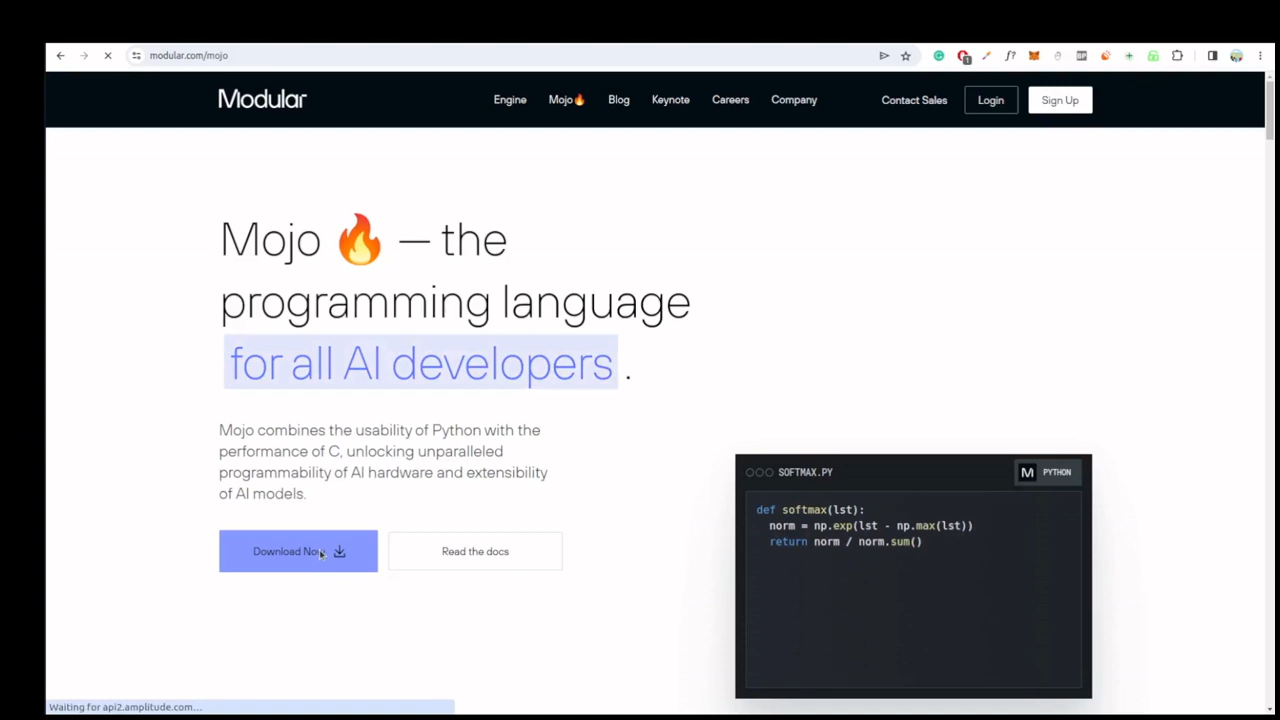 modular.com/mojo
Modular
Engine
Mojo🔥
Blog
Keynote
Careers
Company
Contact Sales
Login
Sign Up
Mojo 🔥 — the
programming language
for all AI developers .
Mojo combines the usability of Python with the
performance of C, unlocking unparalleled
programmability of AI hardware and extensibility
of AI models.
Download Now
Read the docs
SOFTMAX.PY
PYTHON
def softmax(lst):
  norm = np.exp(lst - np.max(lst))
  return norm / norm.sum()
Waiting for api2.amplitude.com...